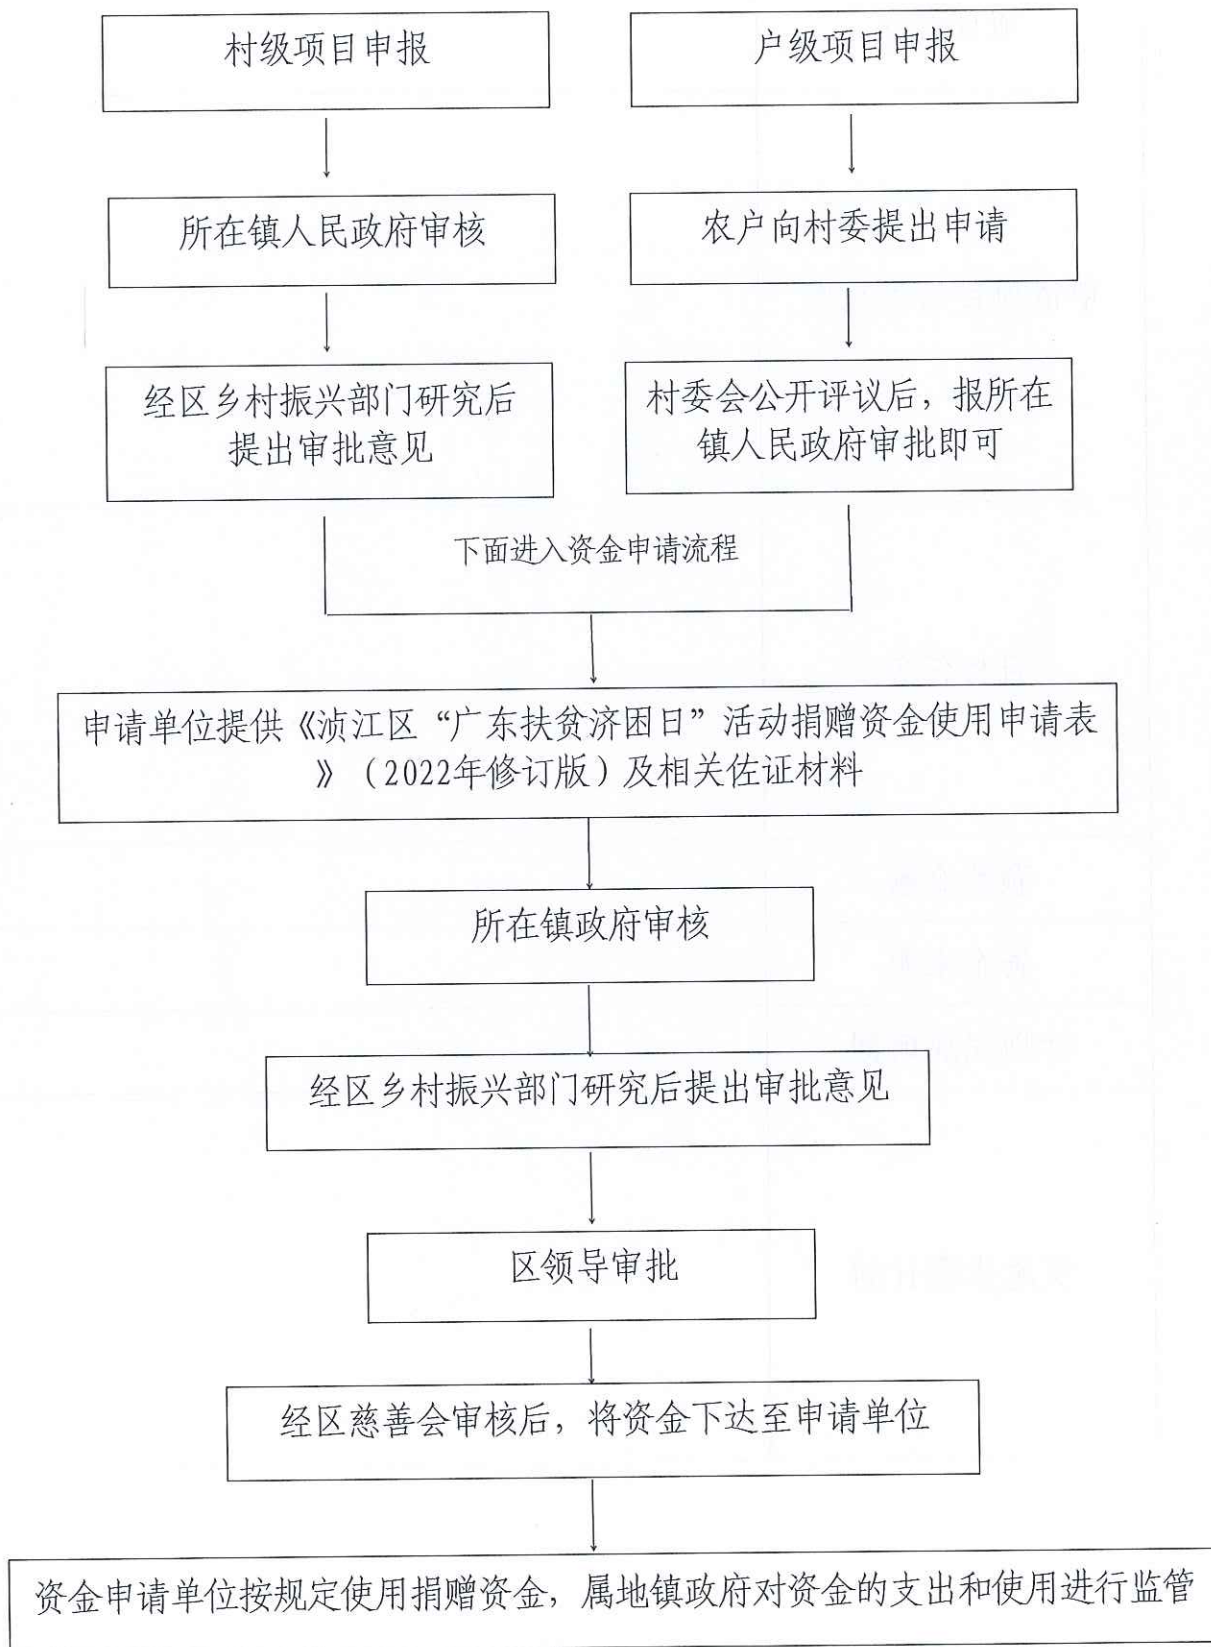 村级项目申报
户级项目申报
所在镇人民政府审核
农户向村委提出申请
经区乡村振兴部门研究后
提出审批意见
村委会公开评议后，报所在
镇人民政府审批即可
下面进入资金申请流程
申请单位提供《浈江区“广东扶贫济困日”活动捐赠资金使用申请表
》（2022年修订版）及相关佐证材料
所在镇政府审核
经区乡村振兴部门研究后提出审批意见
区领导审批
经区慈善会审核后，将资金下达至申请单位
资金申请单位按规定使用捐赠资金，属地镇政府对资金的支出和使用进行监管